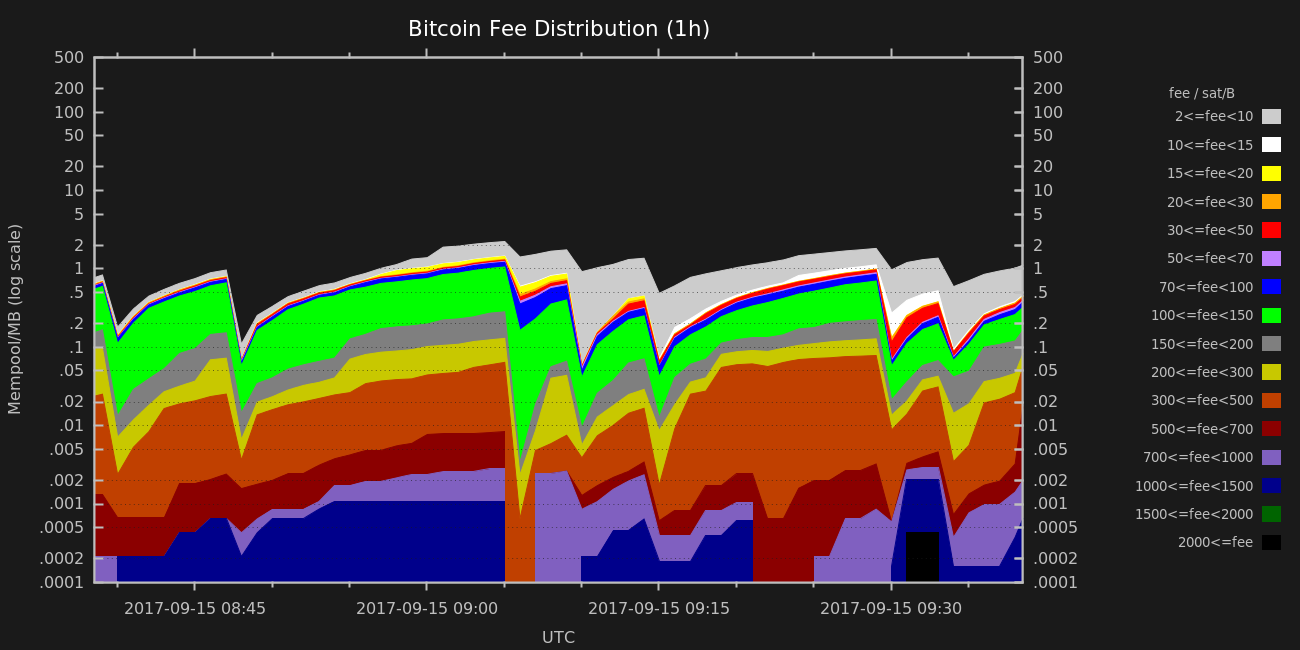 Bitcoin Fee Distribution (1h)
500 500
200 200
100 100
50 50
20 20
10 10
5 5
2 2
1 1
.5 .5
.2 .2
.1 .1
.05 .05
.02 .02
.01 .01
.005 .005
.002 .002
.001 .001
.0005 .0005
.0002 .0002
.0001 .0001
Mempool/MB (log scale)
2017-09-15 08:45 2017-09-15 09:00 2017-09-15 09:15 2017-09-15 09:30
UTC
fee / sat/B
2<=fee<10
10<=fee<15
15<=fee<20
20<=fee<30
30<=fee<50
50<=fee<70
70<=fee<100
100<=fee<150
150<=fee<200
200<=fee<300
300<=fee<500
500<=fee<700
700<=fee<1000
1000<=fee<1500
1500<=fee<2000
2000<=fee